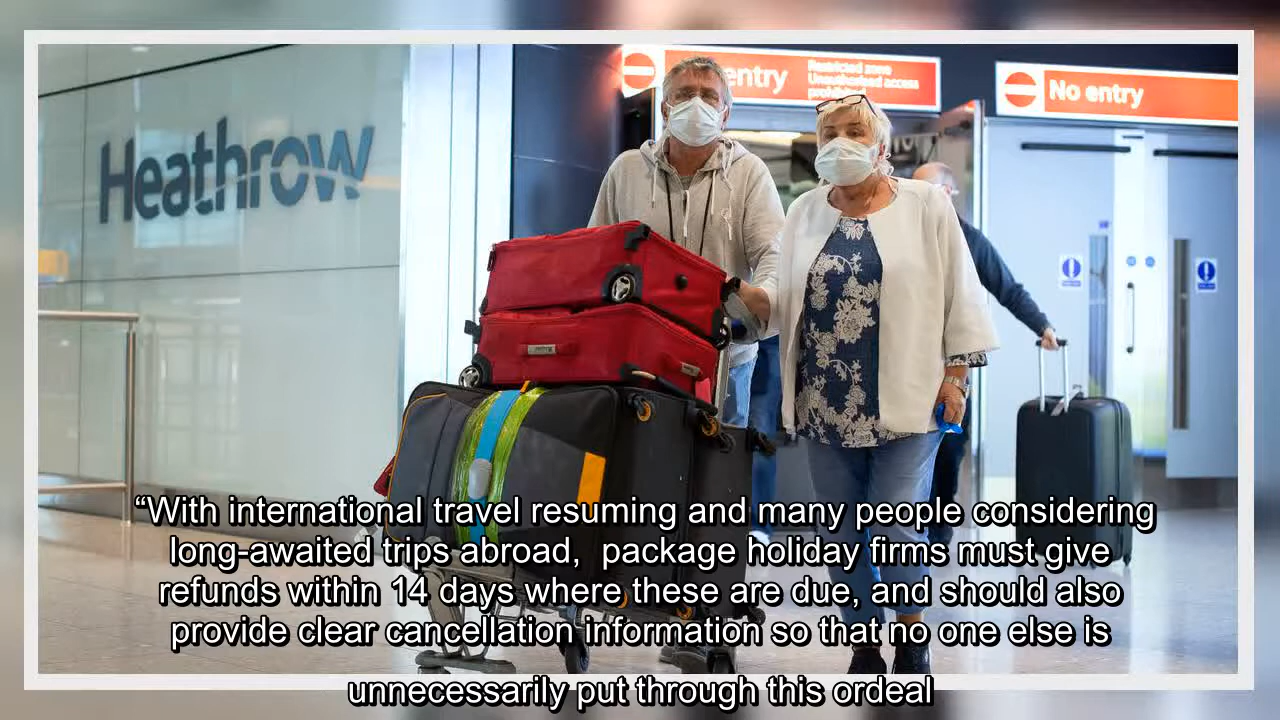 Heathrow
entry
Restricted zone
Unauthorised access
prohibited
No entry
“With international travel resuming and many people considering
long-awaited trips abroad,  package holiday firms must give
refunds within 14 days where these are due, and should also
provide clear cancellation information so that no one else is
unnecessarily put through this ordeal